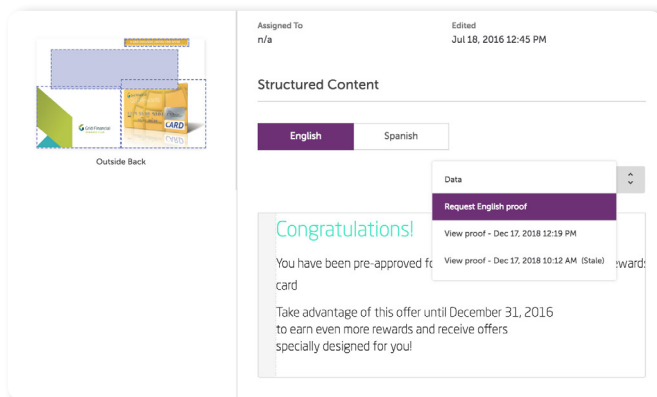 Assigned To
n/a
Edited
Jul 18, 2016 12:45 PM
Structured Content
English
Spanish
Data
Request English proof
View proof - Dec 17, 2018 12:19 PM
View proof - Dec 17, 2018 10:12 AM (Stale)
Congratulations!
You have been pre-approved
card
Take advantage of this offer until December 31, 2016
to earn even more rewards and receive offers
specially designed for you!
Grab Financial
CARD
Outside Back